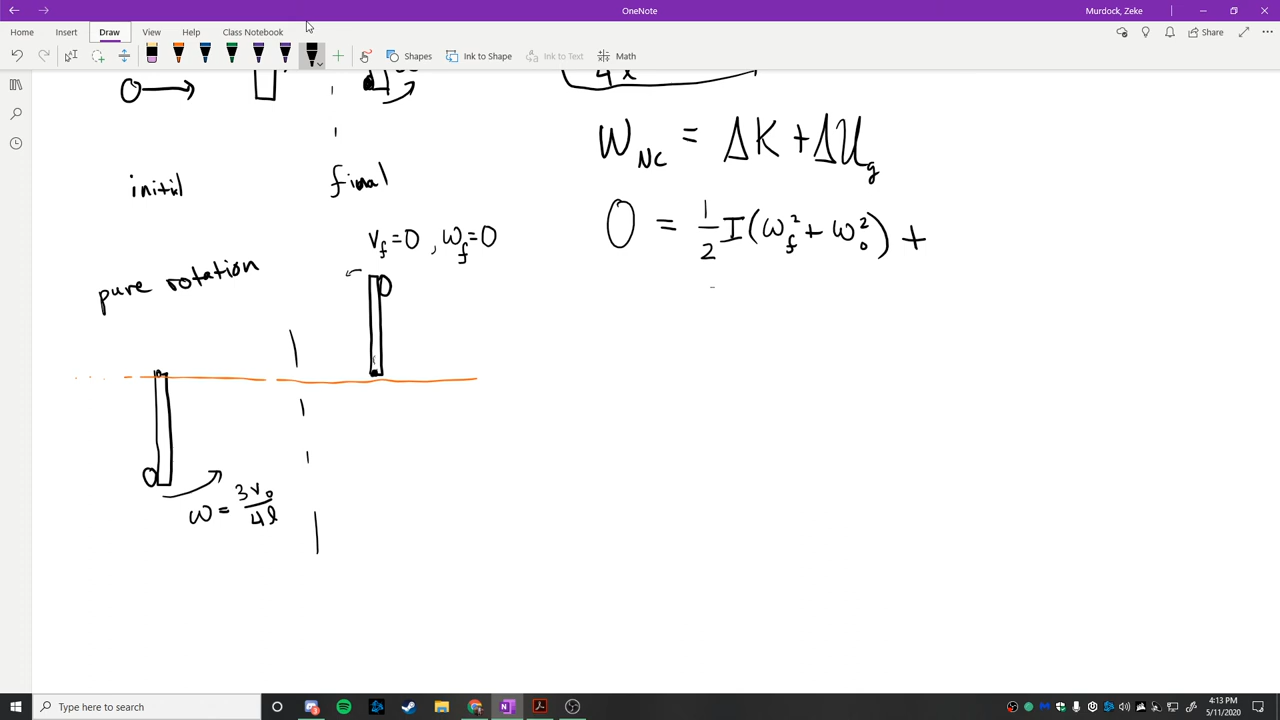 OneNote
Murdock, Zeke
Home Insert Draw View Help Class Notebook
Share
Shapes Ink to Shape Ink to Text Math
4l
W_NC = ΔK + ΔU_g
initil
final
0 = 1/2 I(ω_f² + ω_0²) +
v_f = 0, ω_f = 0
pure rotation
ω = 3v_0/4l
Type here to search
4:13 PM
5/11/2020